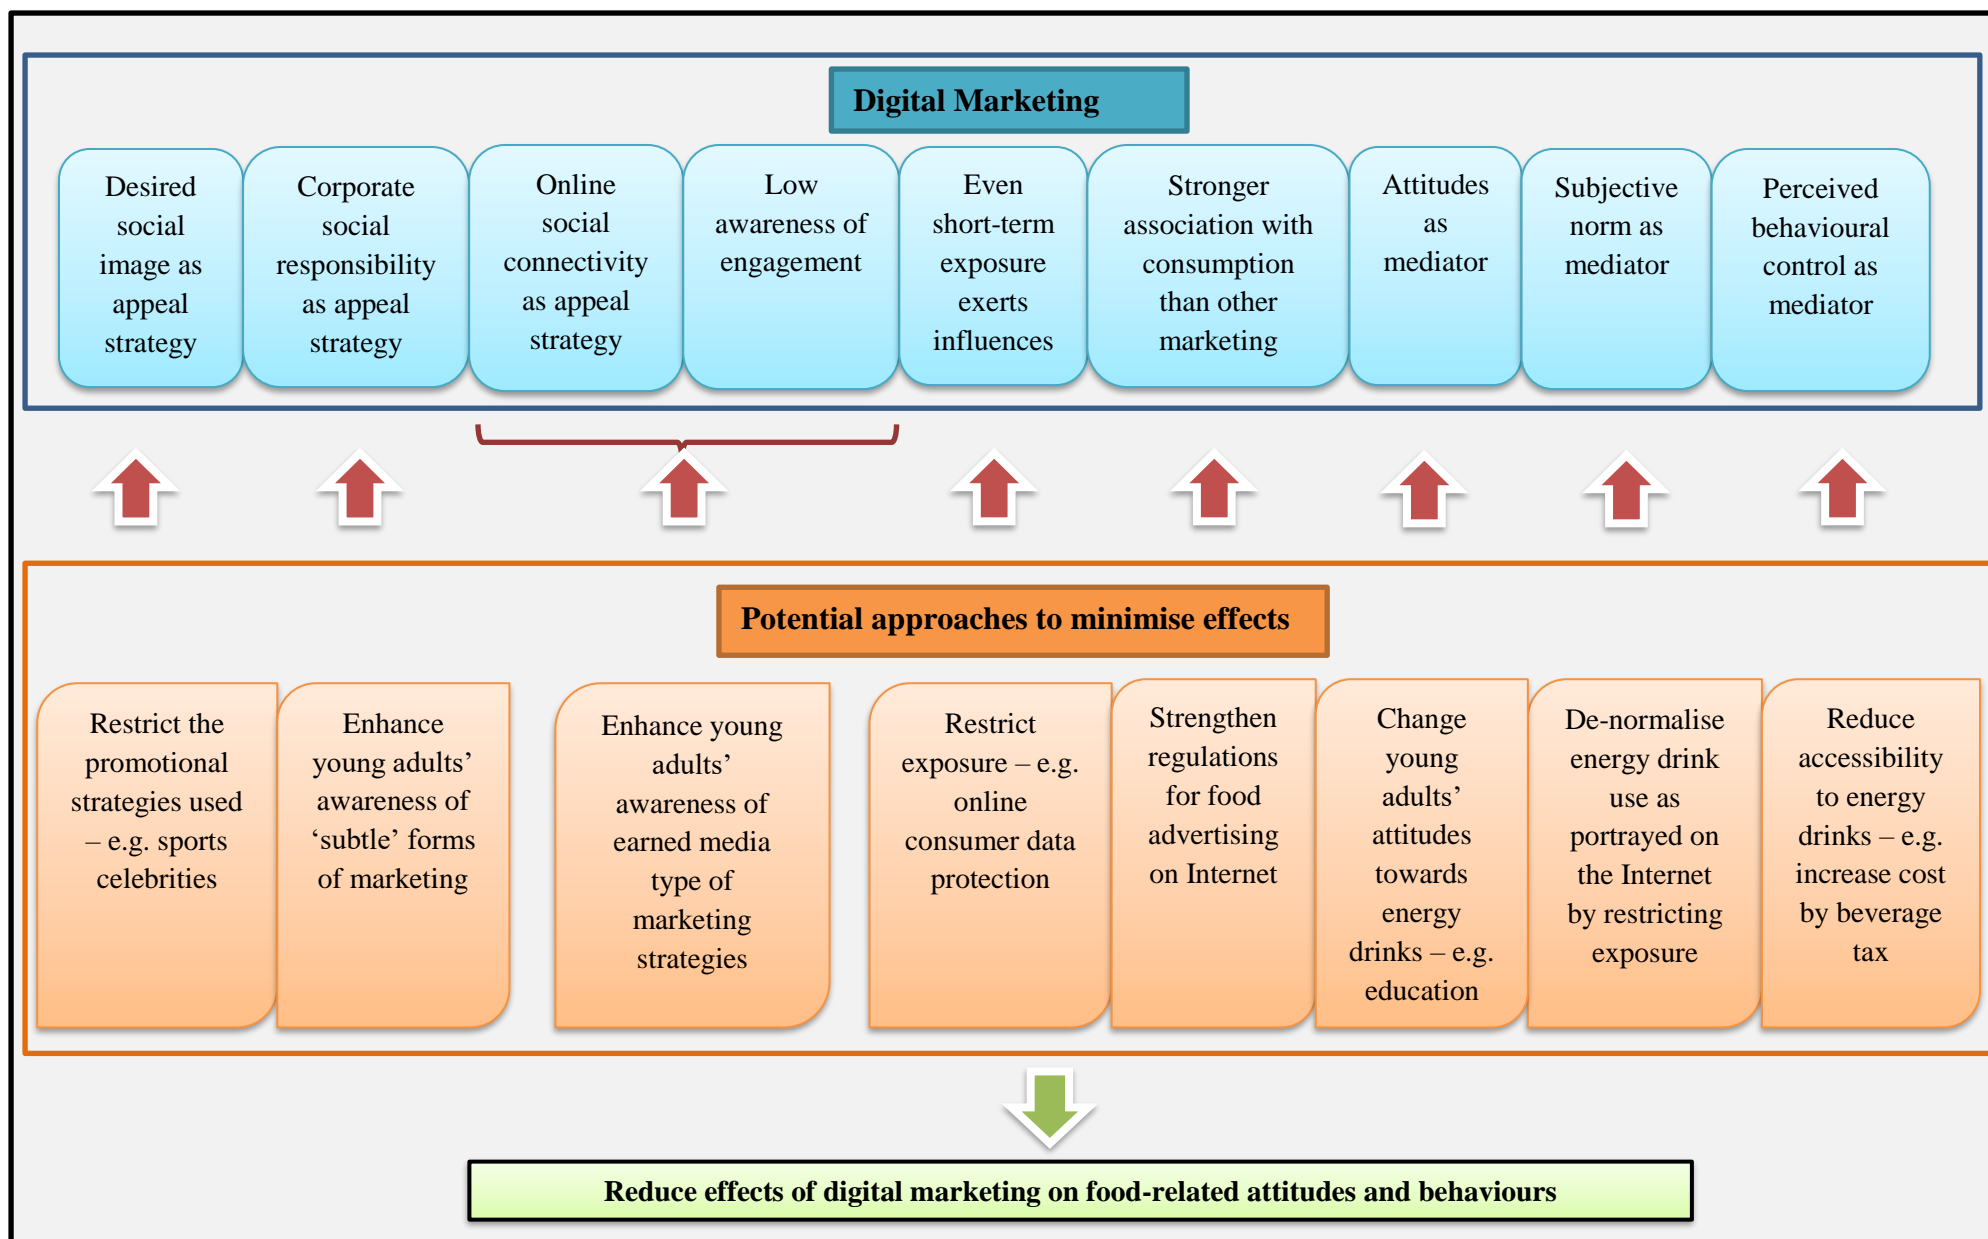 Digital Marketing
Desired
social
image as
appeal
strategy
Corporate
social
responsibility
as appeal
strategy
Online
social
connectivity
as appeal
strategy
Low
awareness of
engagement
Even
short-term
exposure
exerts
influences
Stronger
association with
consumption
than other
marketing
Attitudes
as
mediator
Subjective
norm as
mediator
Perceived
behavioural
control as
mediator
Potential approaches to minimise effects
Restrict the
promotional
strategies used
– e.g. sports
celebrities
Enhance
young adults’
awareness of
‘subtle’ forms
of marketing
Enhance young
adults’
awareness of
earned media
type of
marketing
strategies
Restrict
exposure – e.g.
online
consumer data
protection
Strengthen
regulations
for food
advertising
on Internet
Change
young
adults’
attitudes
towards
energy
drinks – e.g.
education
De-normalise
energy drink
use as
portrayed on
the Internet
by restricting
exposure
Reduce
accessibility
to energy
drinks – e.g.
increase cost
by beverage
tax
Reduce effects of digital marketing on food-related attitudes and behaviours